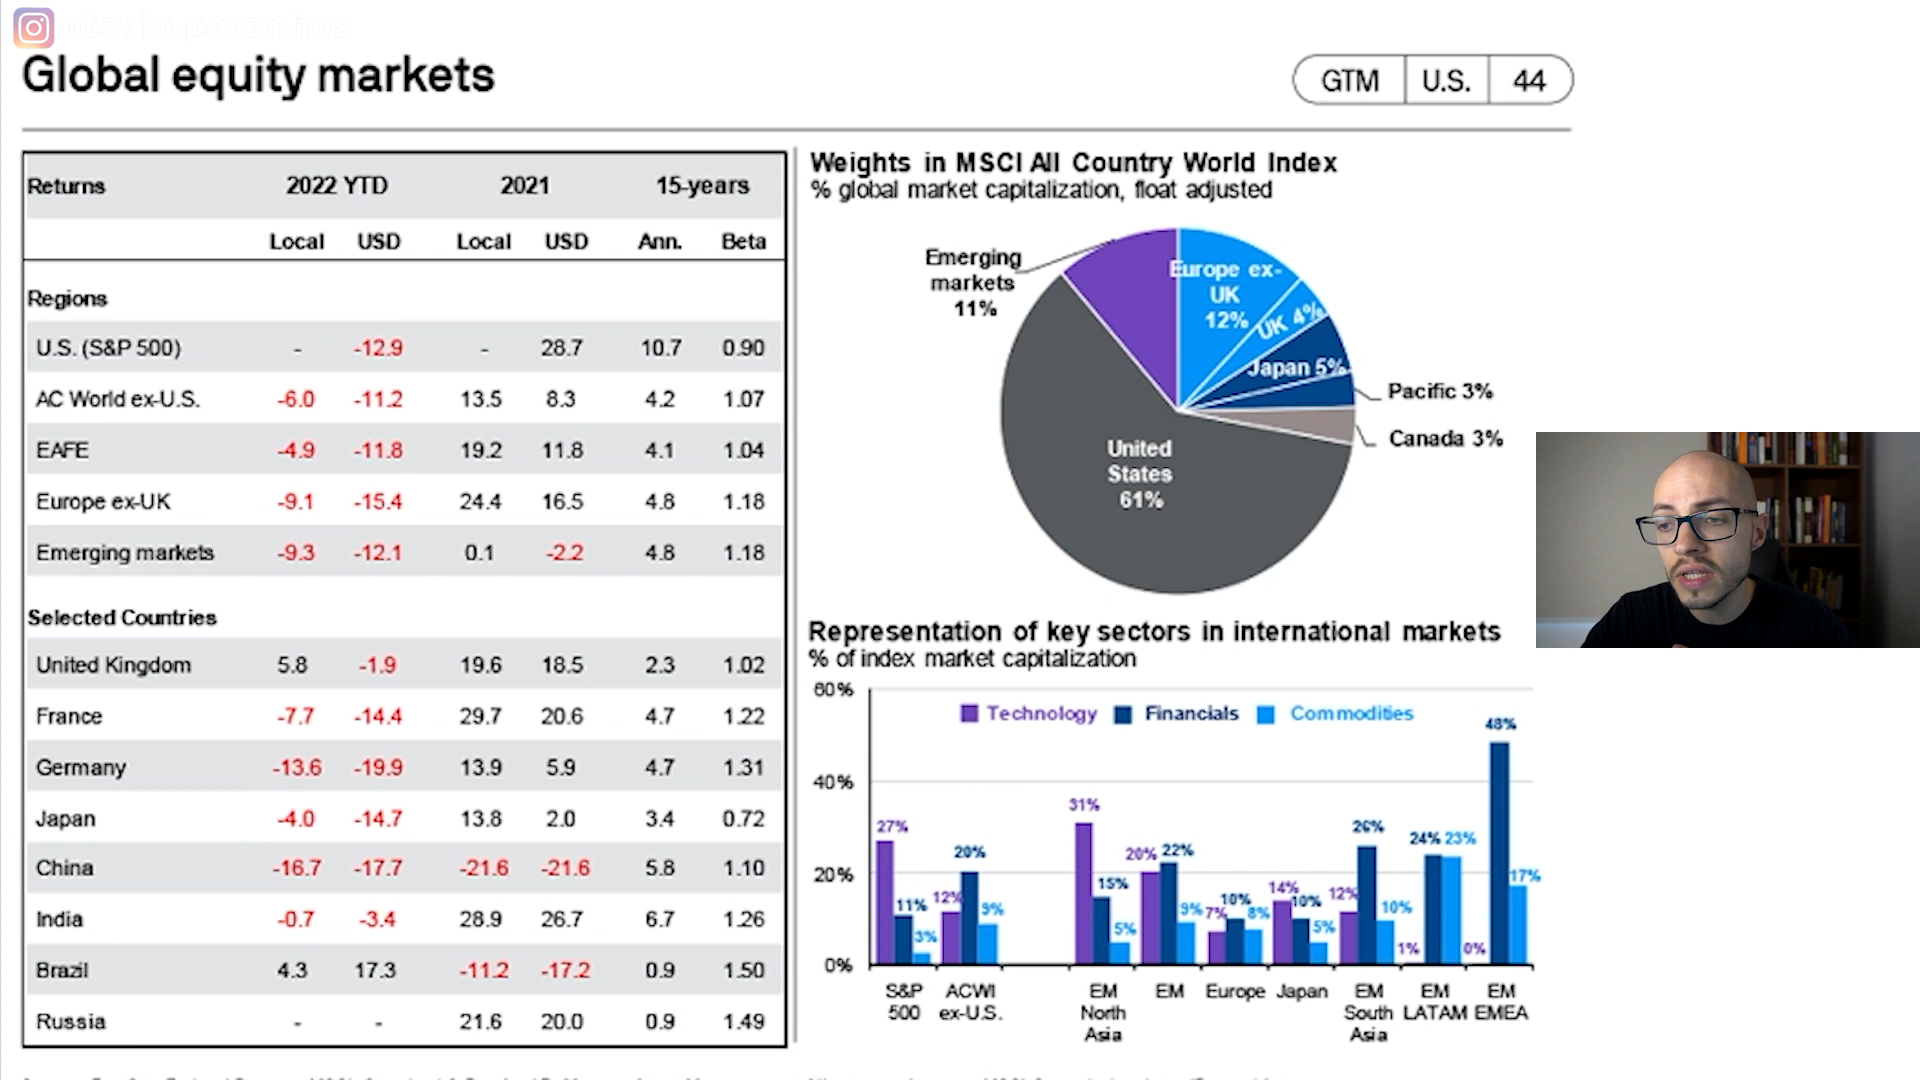 otavio.paranhos
Global equity markets
GTM U.S. 44
Returns 2022 YTD 2021 15-years
Local USD Local USD Ann. Beta
Regions
U.S. (S&P 500) - -12.9 - 28.7 10.7 0.90
AC World ex-U.S. -6.0 -11.2 13.5 8.3 4.2 1.07
EAFE -4.9 -11.8 19.2 11.8 4.1 1.04
Europe ex-UK -9.1 -15.4 24.4 16.5 4.8 1.18
Emerging markets -9.3 -12.1 0.1 -2.2 4.8 1.18
Selected Countries
United Kingdom 5.8 -1.9 19.6 18.5 2.3 1.02
France -7.7 -14.4 29.7 20.6 4.7 1.22
Germany -13.6 -19.9 13.9 5.9 4.7 1.31
Japan -4.0 -14.7 13.8 2.0 3.4 0.72
China -16.7 -17.7 -21.6 -21.6 5.8 1.10
India -0.7 -3.4 28.9 26.7 6.7 1.26
Brazil 4.3 17.3 -11.2 -17.2 0.9 1.50
Russia - - 21.6 20.0 0.9 1.49
Weights in MSCI All Country World Index
% global market capitalization, float adjusted
Emerging
markets
11%
Europe ex-
UK
12%
UK 4%
Japan 5%
Pacific 3%
Canada 3%
United
States
61%
Representation of key sectors in international markets
% of index market capitalization
60%
40%
20%
0%
Technology Financials Commodities
27% 11% 3%
12% 20% 9%
31% 15% 5%
20% 22% 9%
7% 10% 8%
14% 10% 5%
12% 26% 10%
1% 24% 23%
0% 48% 17%
S&P
500
ACWI
ex-U.S.
EM
North
Asia
EM
Europe
Japan
EM
South
Asia
EM
LATAM
EM
EMEA